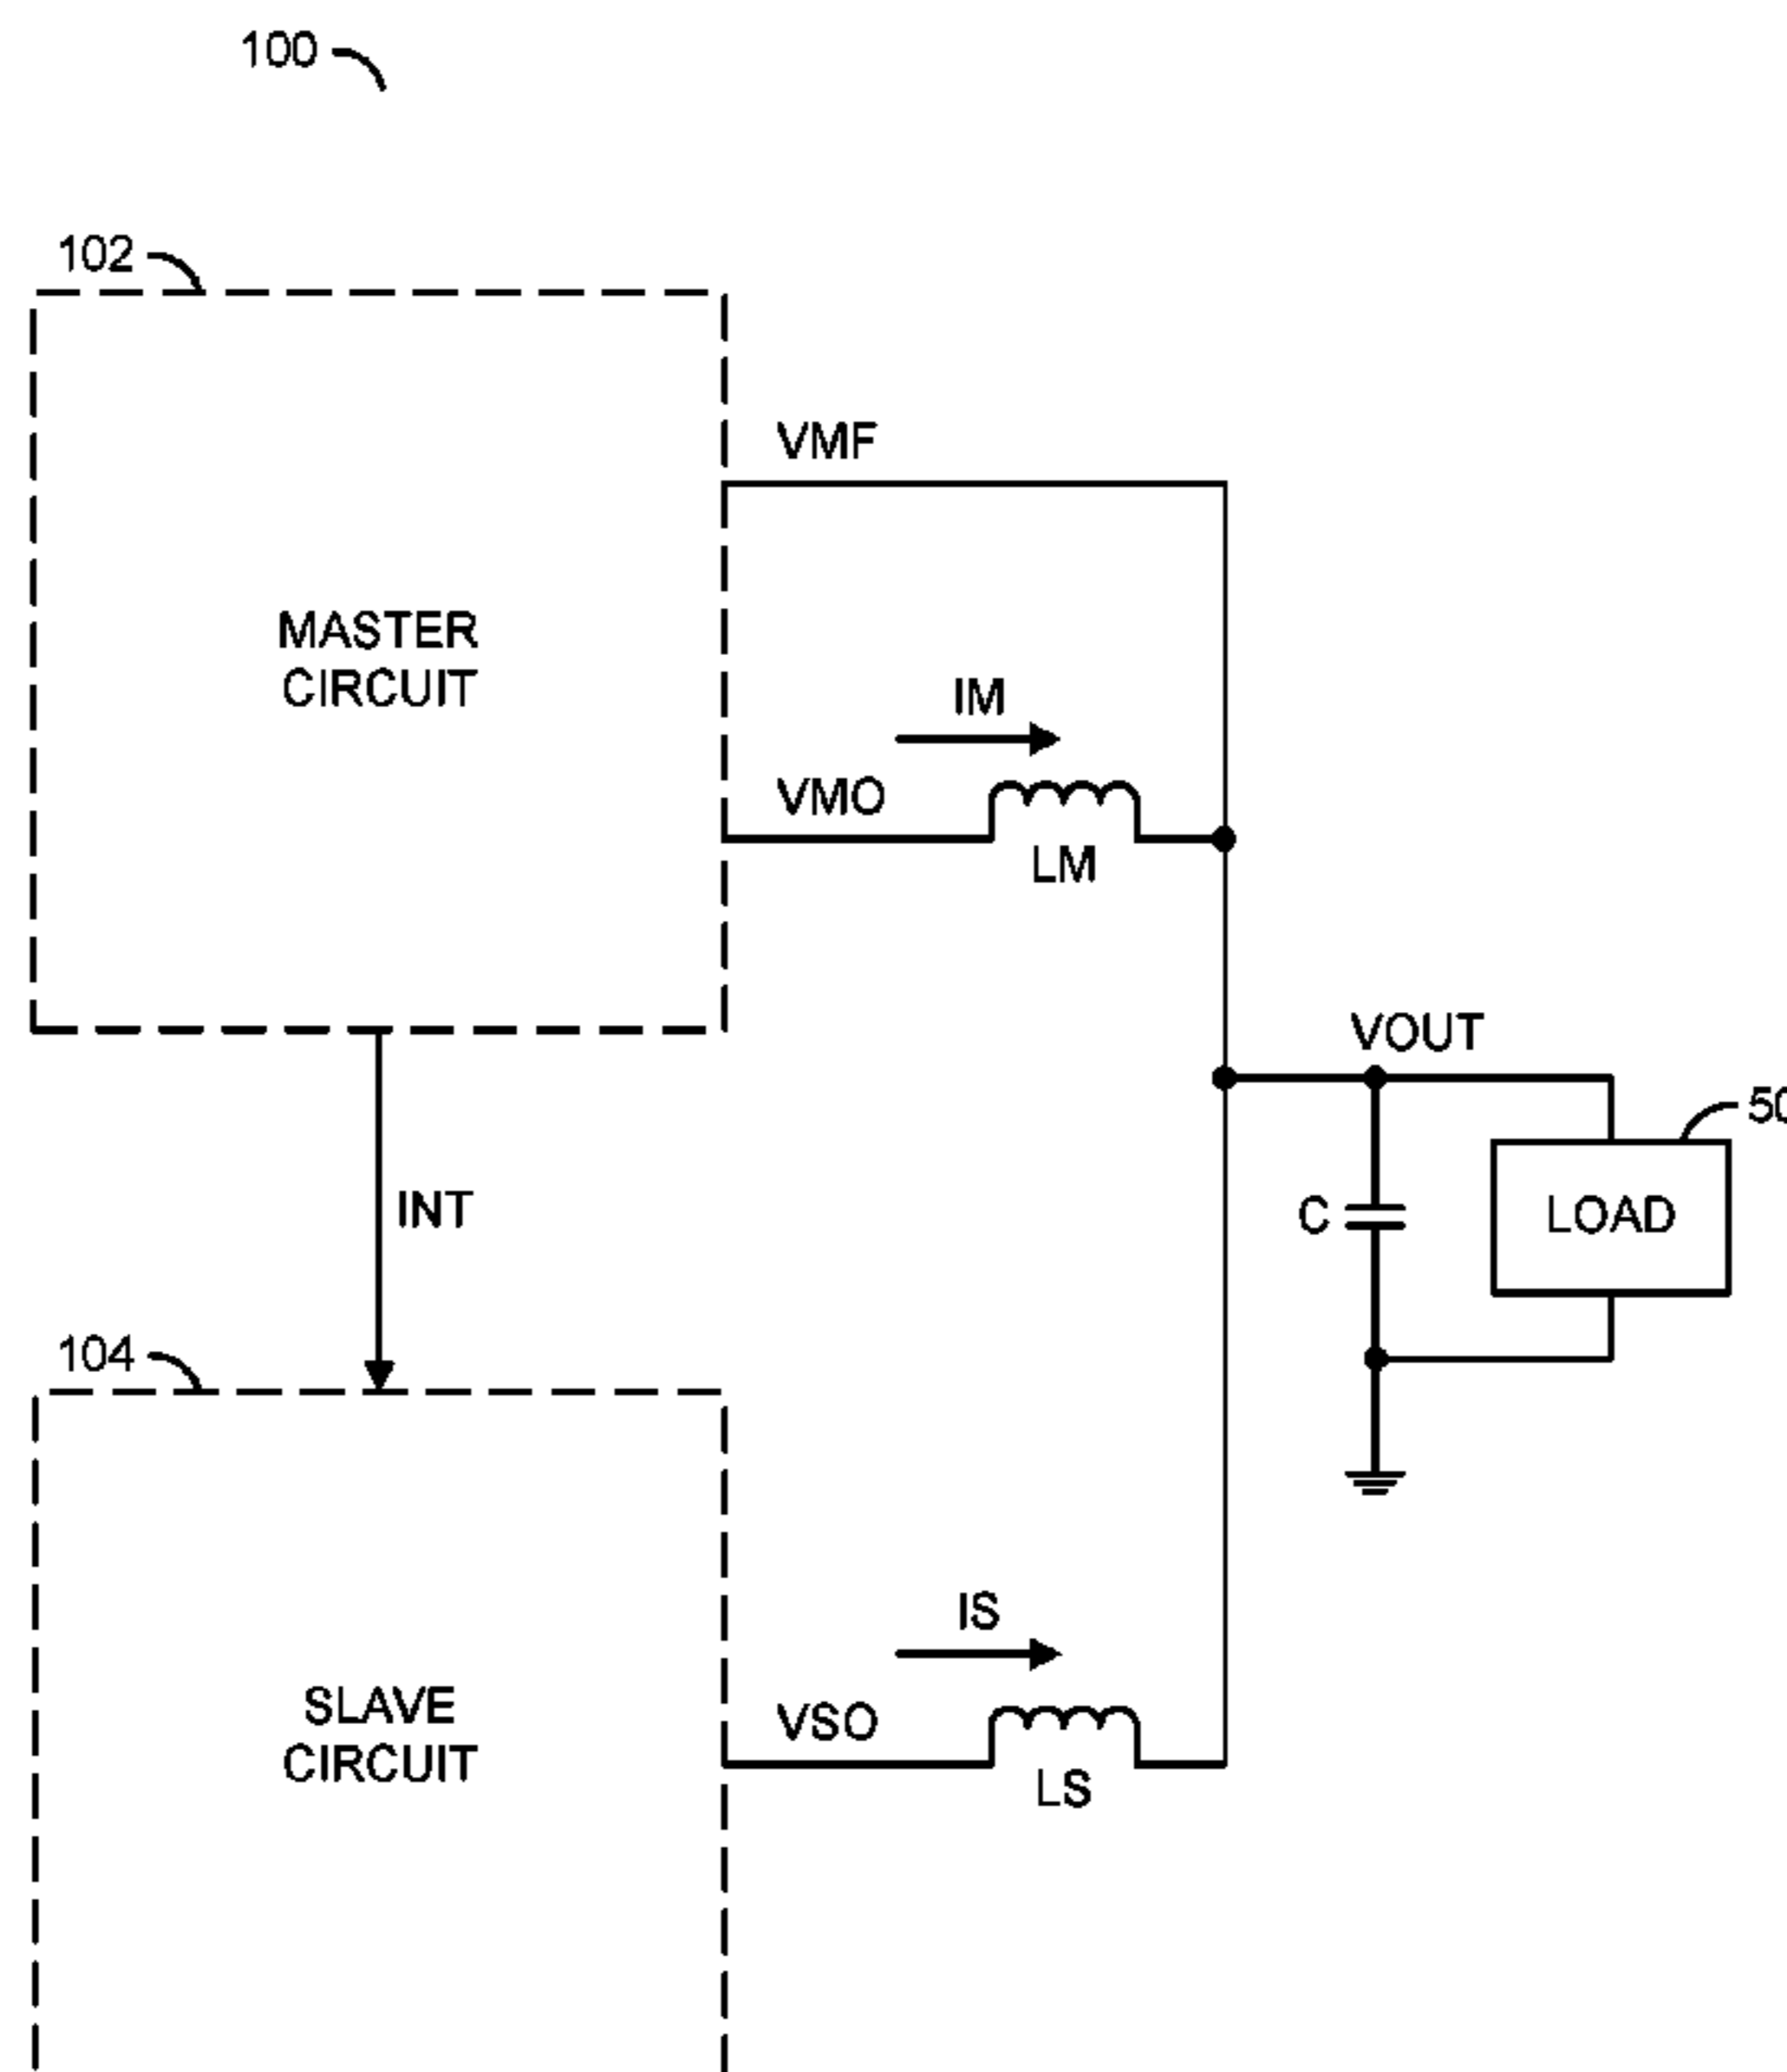 100
102
VMF
MASTER
CIRCUIT
IM
VMO
LM
VOUT
INT
C
LOAD
104
IS
SLAVE
CIRCUIT
VSO
LS